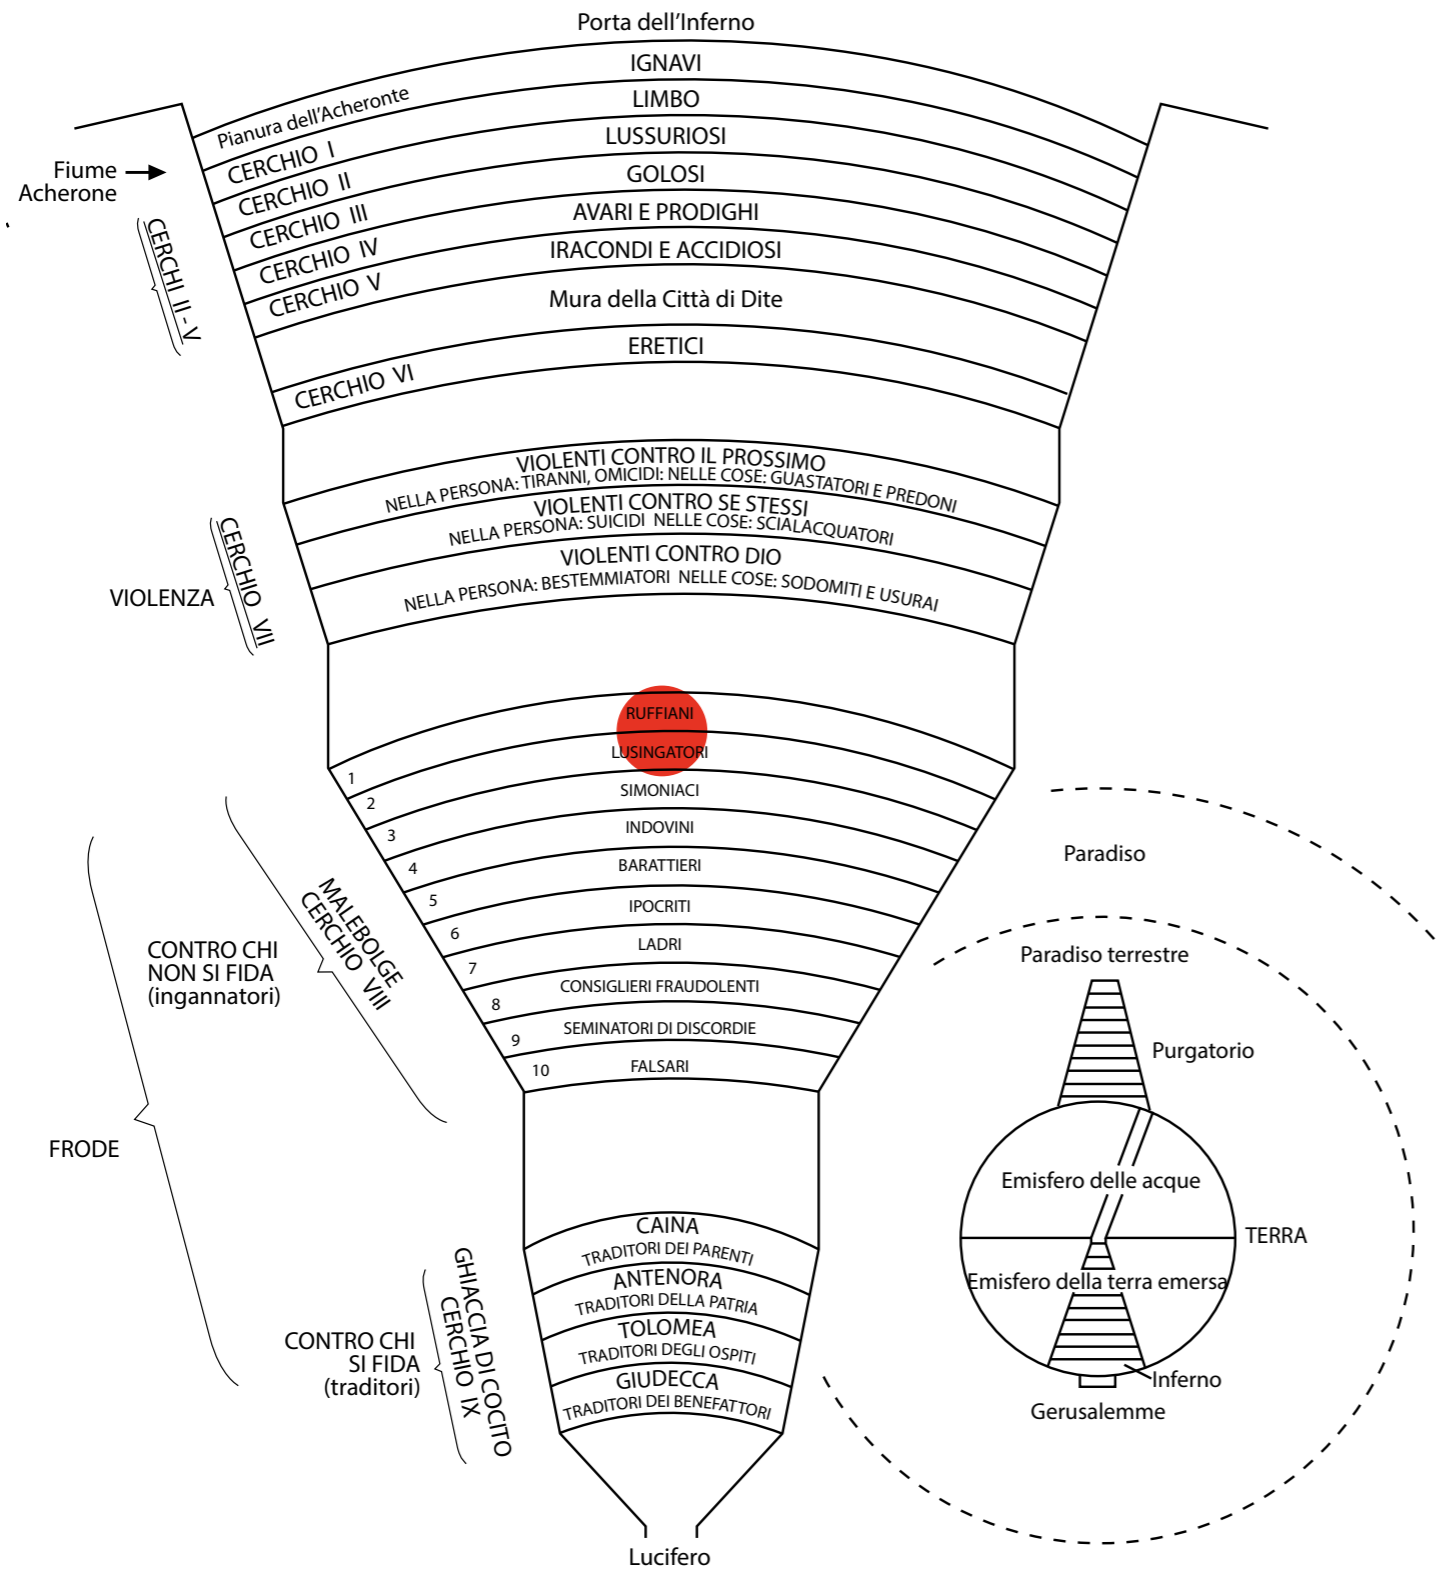 Porta dell'Inferno
IGNAVI
Pianura dell'Acheronte
LIMBO
CERCHIO I
LUSSURIOSI
CERCHIO II
GOLOSI
CERCHIO III
AVARI E PRODIGHI
CERCHIO IV
IRACONDI E ACCIDIOSI
CERCHIO V
Fiume
Acherone
CERCHI II - V
Mura della Città di Dite
ERETICI
CERCHIO VI
VIOLENTI CONTRO IL PROSSIMO
NELLA PERSONA: TIRANNI, OMICIDI: NELLE COSE: GUASTATORI E PREDONI
VIOLENTI CONTRO SE STESSI
NELLA PERSONA: SUICIDI NELLE COSE: SCIALACQUATORI
VIOLENTI CONTRO DIO
NELLA PERSONA: BESTEMMIATORI NELLE COSE: SODOMITI E USURAI
CERCHIO VII
VIOLENZA
RUFFIANI
1
LUSINGATORI
2
SIMONIACI
3
INDOVINI
4
BARATTIERI
5
IPOCRITI
6
LADRI
7
CONSIGLIERI FRAUDOLENTI
8
SEMINATORI DI DISCORDIE
9
FALSARI
10
MALEBOLGE
CERCHIO VIII
CONTRO CHI
NON SI FIDA
(ingannatori)
FRODE
CAINA
TRADITORI DEI PARENTI
ANTENORA
TRADITORI DELLA PATRIA
TOLOMEA
TRADITORI DEGLI OSPITI
GIUDECCA
TRADITORI DEI BENEFATTORI
GHIACCIA DI COCITO
CERCHIO IX
CONTRO CHI
SI FIDA
(traditori)
Lucifero
Paradiso
Paradiso terrestre
Purgatorio
Emisfero delle acque
TERRA
Emisfero della terra emersa
Inferno
Gerusalemme